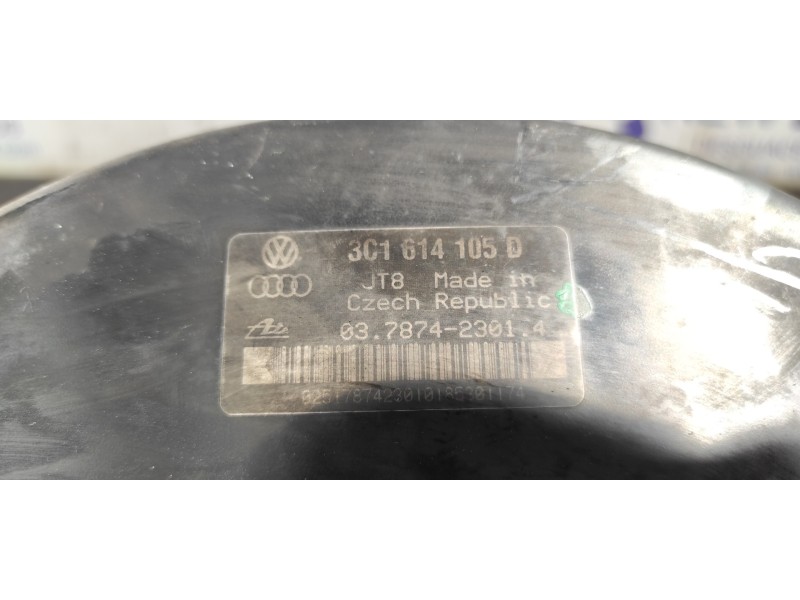 3C1 614 105 D
JT8 Made in
Czech Republic
03.7874-2301.4